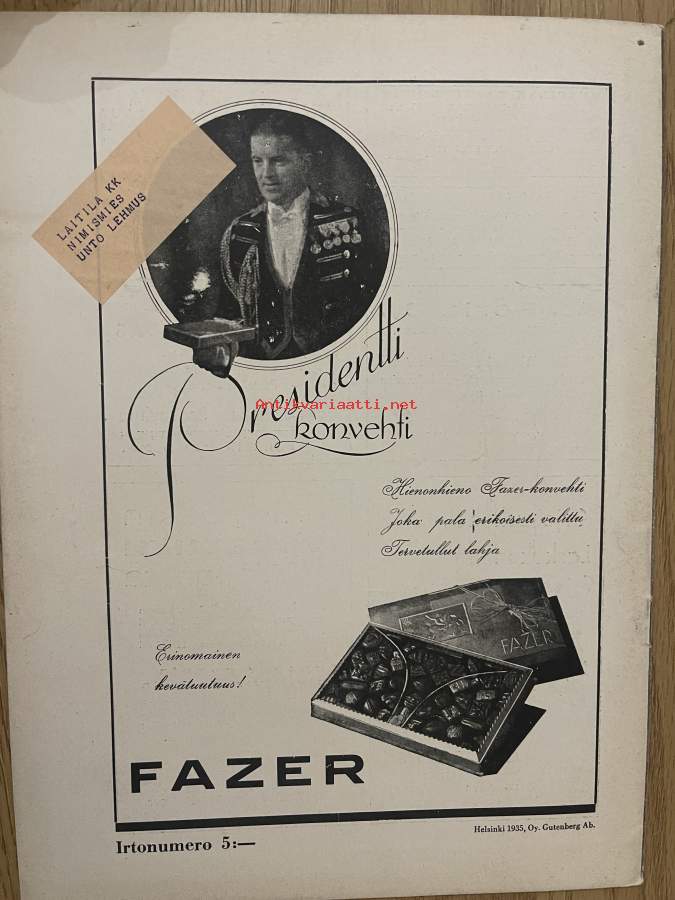 LAITILA KK
NIMISMIES
UNTO LEHMUS
Presidentti
Antikvariaatti.net
konvehti
Hienonhieno Fazer-konvehti
Joka pala erikoisesti valittu
Tervetullut lahja
FAZER
Erinomainen
kevätuutuus!
FAZER
Helsinki 1935, Oy. Gutenberg Ab.
Irtonumero 5:—